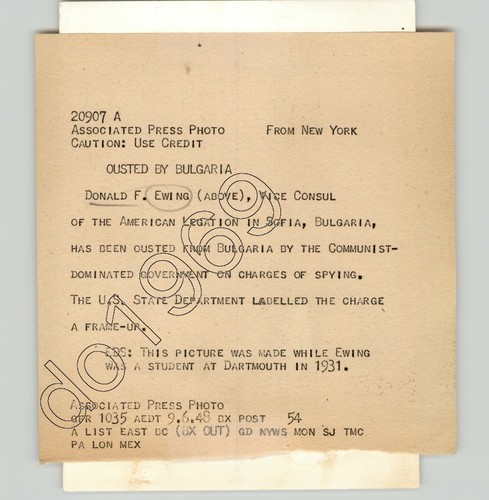 20907 A
ASSOCIATED PRESS PHOTO FROM NEW YORK
CAUTION: USE CREDIT
OUSTED BY BULGARIA
DONALD F. EWING (ABOVE), VICE CONSUL
OF THE AMERICAN LEGATION IN SOFIA, BULGARIA,
HAS BEEN OUSTED FROM BULGARIA BY THE COMMUNIST-
DOMINATED GOVERNMENT ON CHARGES OF SPYING.
THE U.S. STATE DEPARTMENT LABELLED THE CHARGE
A FRAME-UP.
EDS: THIS PICTURE WAS MADE WHILE EWING
WAS A STUDENT AT DARTMOUTH IN 1931.
ASSOCIATED PRESS PHOTO
1035 AEDT 9.6.48 BX POST 54
A LIST EAST BC (BX OUT) GD NYWS MON SJ TMC
PA LON MEX
do1963